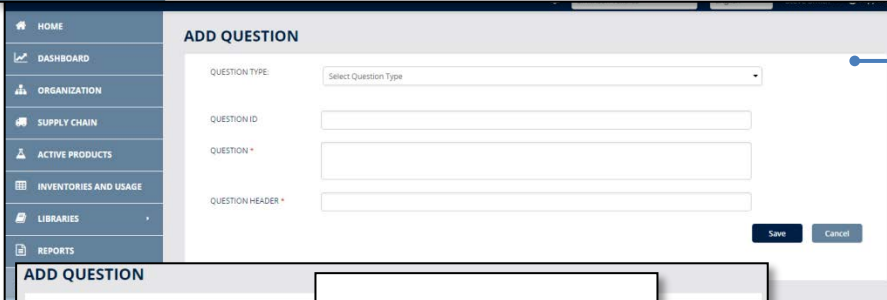 HOME
ADD QUESTION
DASHBOARD
QUESTION TYPE:
Select Question Type
ORGANIZATION
SUPPLY CHAIN
QUESTION ID
ACTIVE PRODUCTS
QUESTION *
INVENTORIES AND USAGE
QUESTION HEADER *
LIBRARIES
Save Cancel
REPORTS
ADD QUESTION